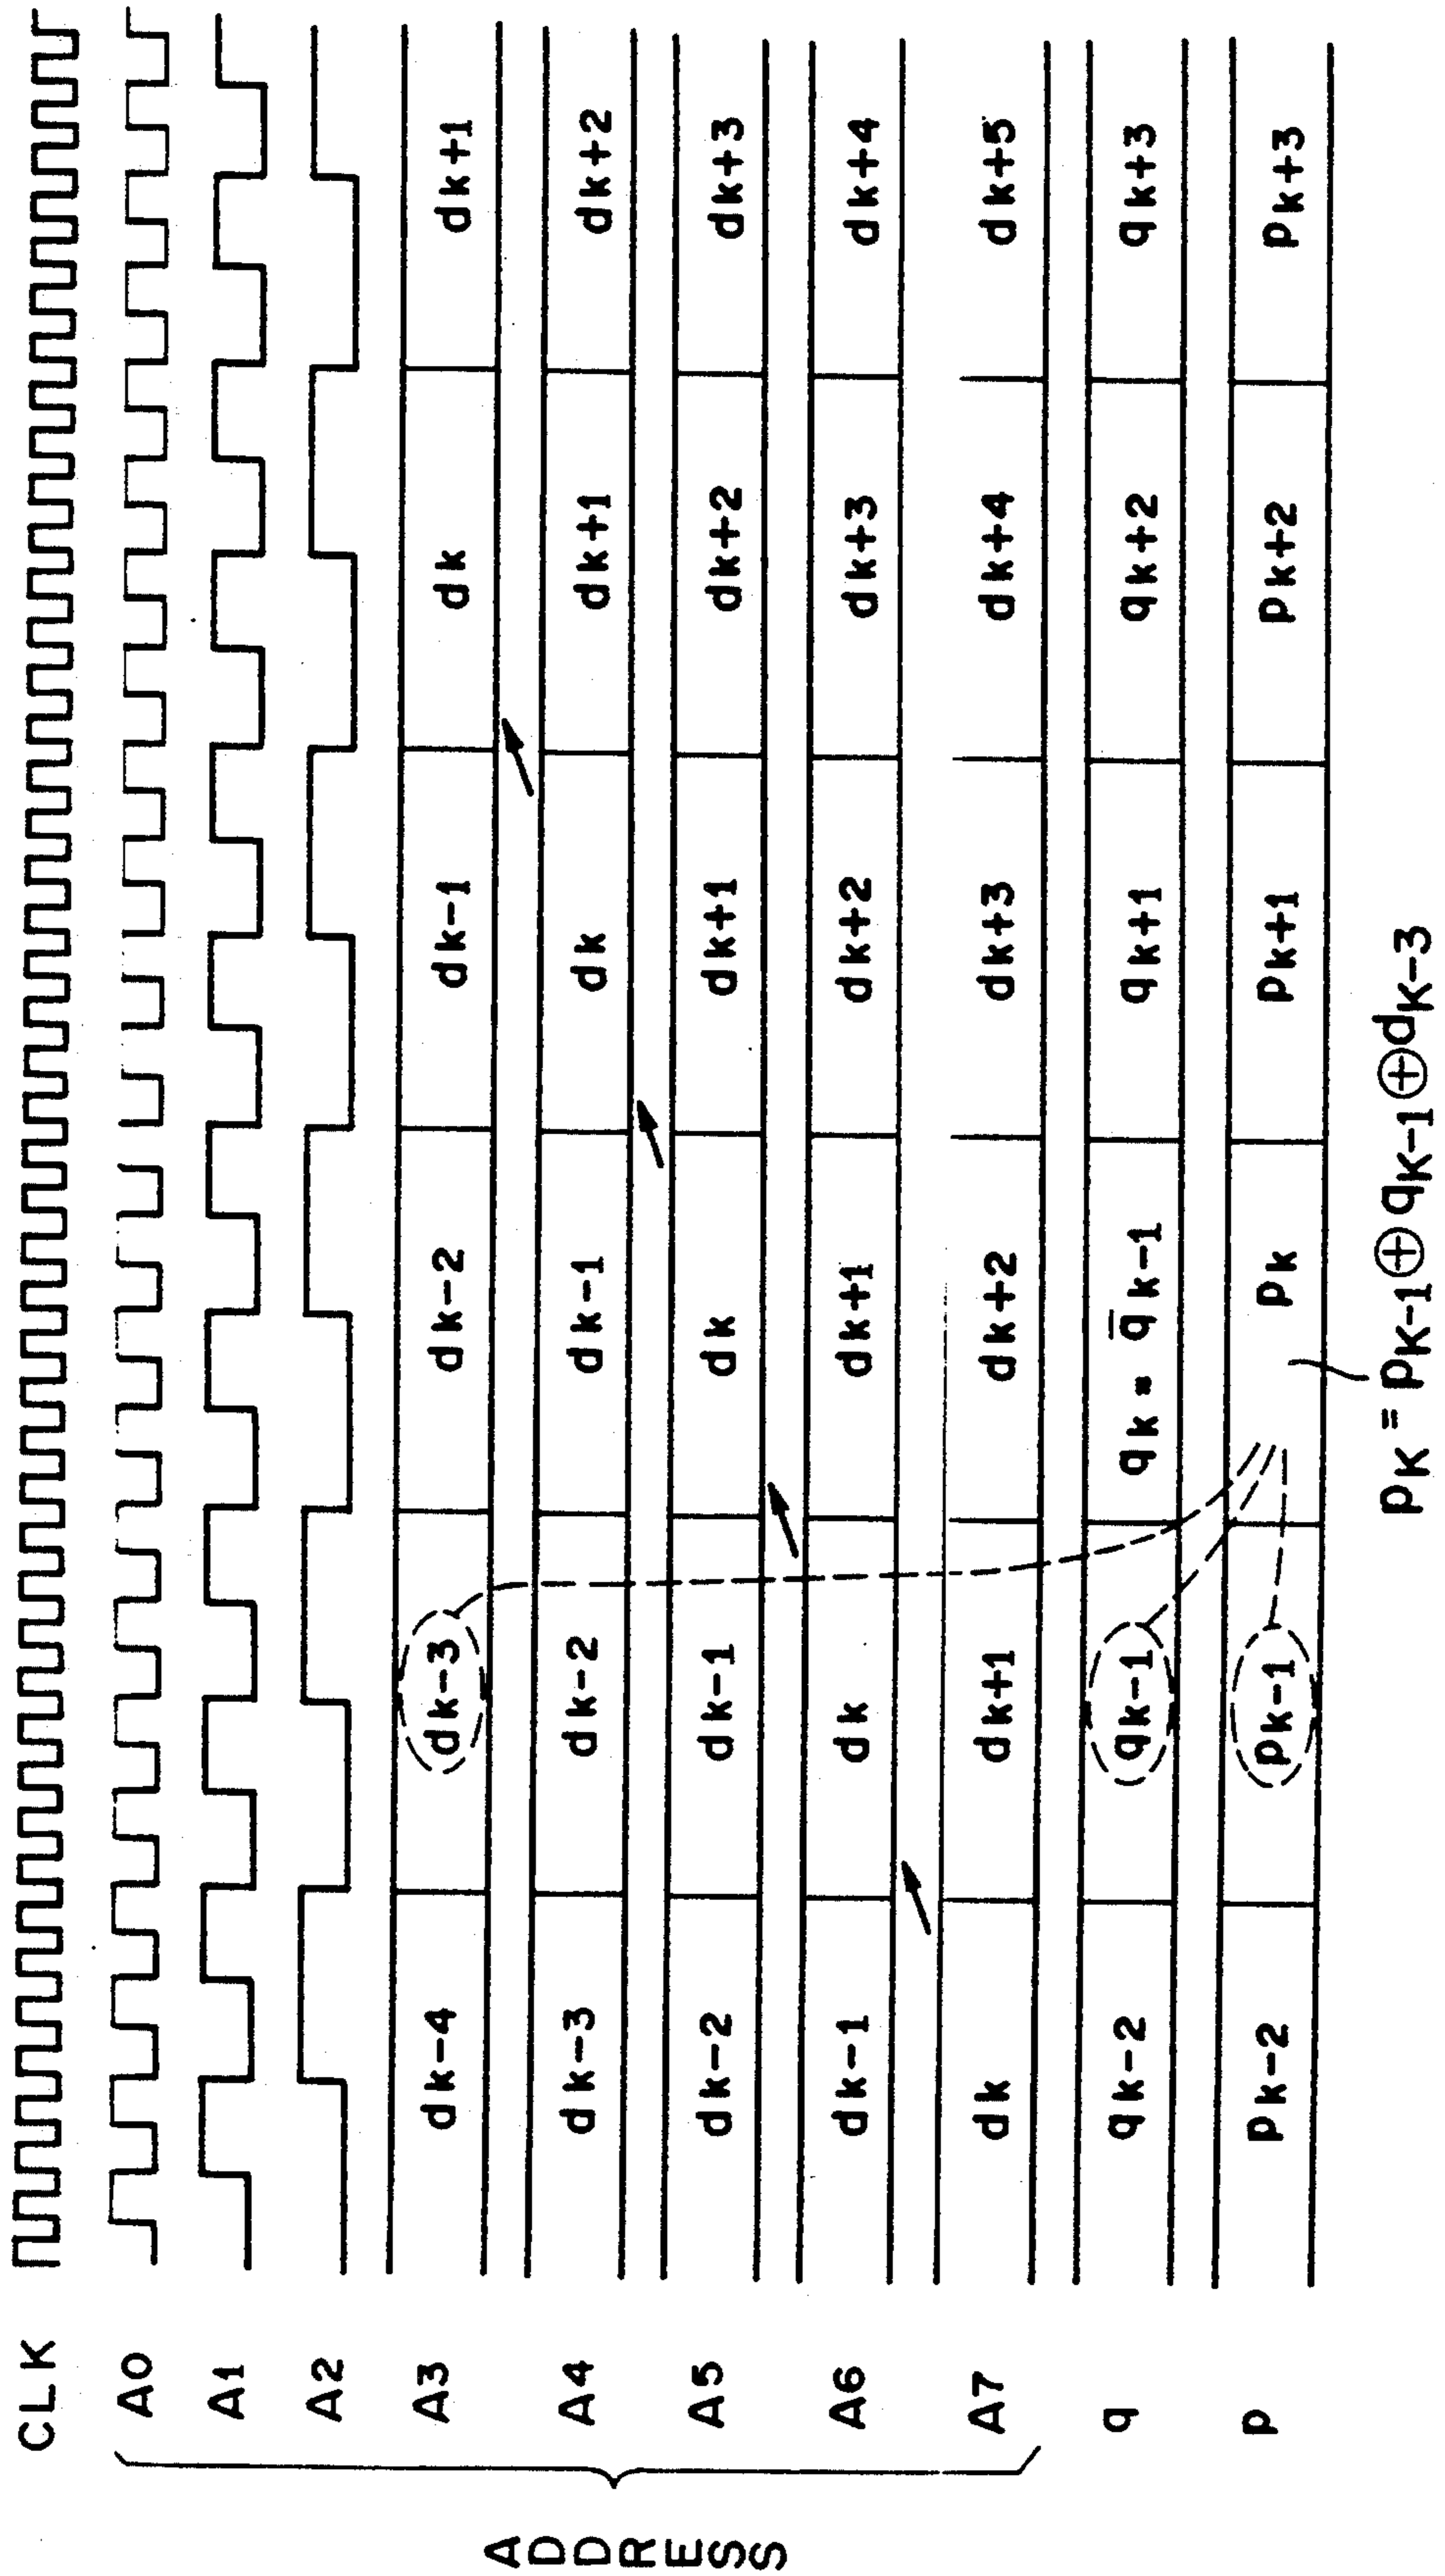 CLK
A0
A1
A2
A3 dk-4 dk-3 dk-2 dk-1 dk dk+1
A4 dk-3 dk-2 dk-1 dk dk+1 dk+2
A5 dk-2 dk-1 dk dk+1 dk+2 dk+3
A6 dk-1 dk dk+1 dk+2 dk+3 dk+4
A7 dk dk+1 dk+2 dk+3 dk+4 dk+5
ADDRESS
q qk-2 qk-1 qk = q̄k-1 qk+1 qk+2 qk+3
p pk-2 pk-1 pk pk+1 pk+2 pk+3
pK = pK-1⊕qK-1⊕dK-3